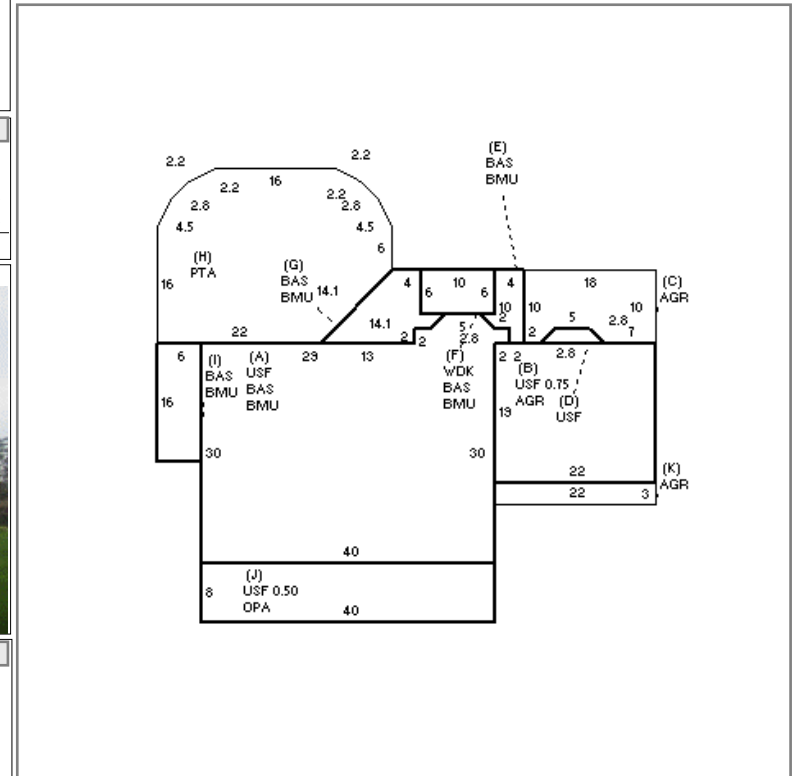 (E)
BAS
BMU
2.2
2.2
2.2
16
2.2
2.8
2.8
4.5
4.5
6
(H)
PTA
(G)
BAS
BMU
14.1
16
4
6
10
6
4
18
(C)
AGR
10
10
10
14.1
2
5
2.8
22
2
2
5
2.8
2
7
6
(I)
BAS
BMU
(A)
USF
BAS
BMU
29
13
(F)
WDK
BAS
BMU
2 2
2.8
(B)
USF 0.75
AGR
(D)
USF
16
19
30
30
22
(K)
AGR
22
3
40
(J)
USF 0.50
OPA
8
40